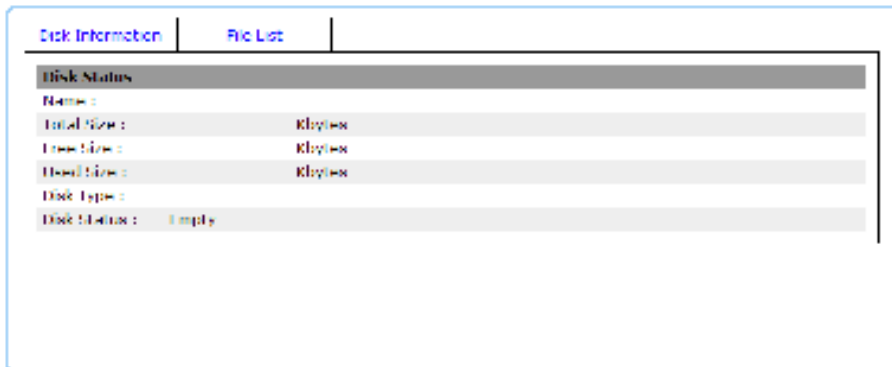 Disk Information File List
Disk Status
Name :
Total Size : Kbytes
Free Size : Kbytes
Used Size : Kbytes
Disk Type :
Disk Status : Empty